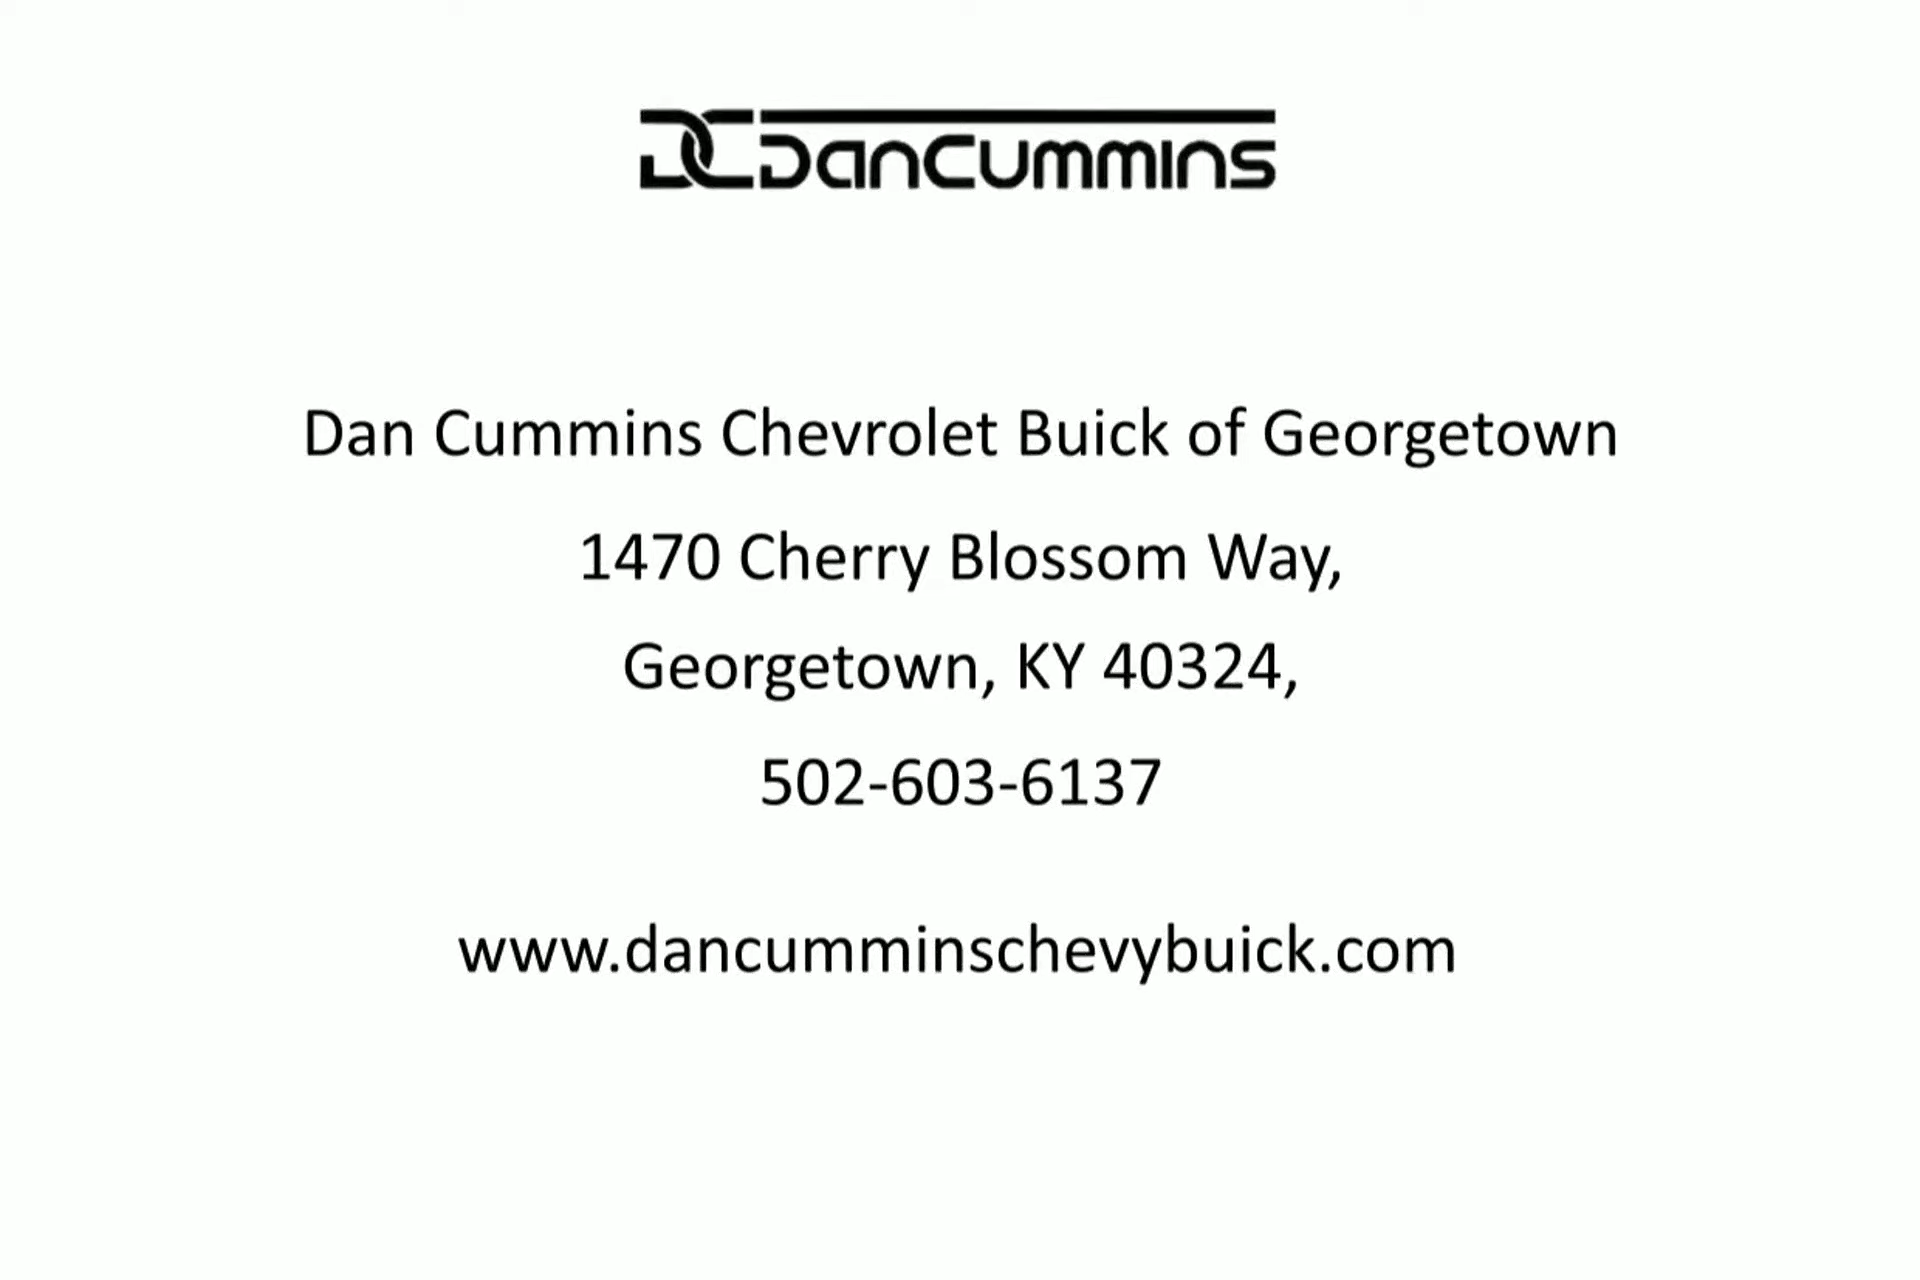 DC DanCummins
Dan Cummins Chevrolet Buick of Georgetown
1470 Cherry Blossom Way,
Georgetown, KY 40324,
502-603-6137
www.dancumminschevybuick.com